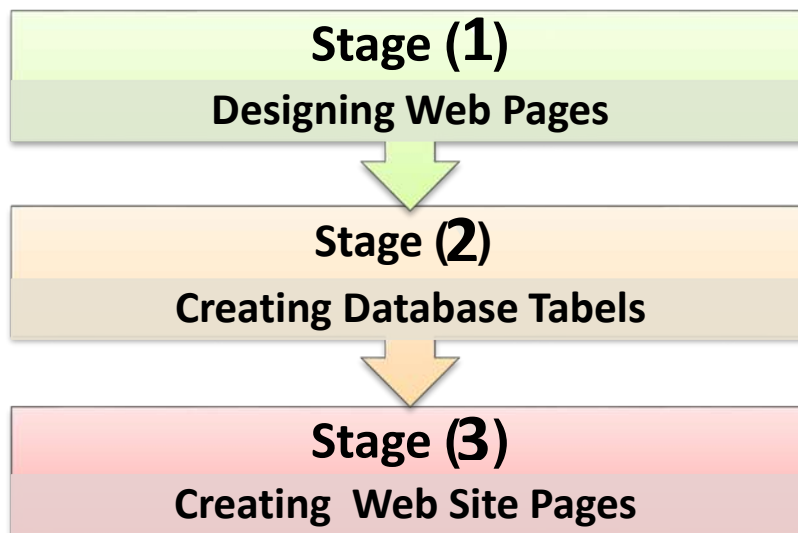 Stage (1)
Designing Web Pages
Stage (2)
Creating Database Tabels
Stage (3)
Creating  Web Site Pages